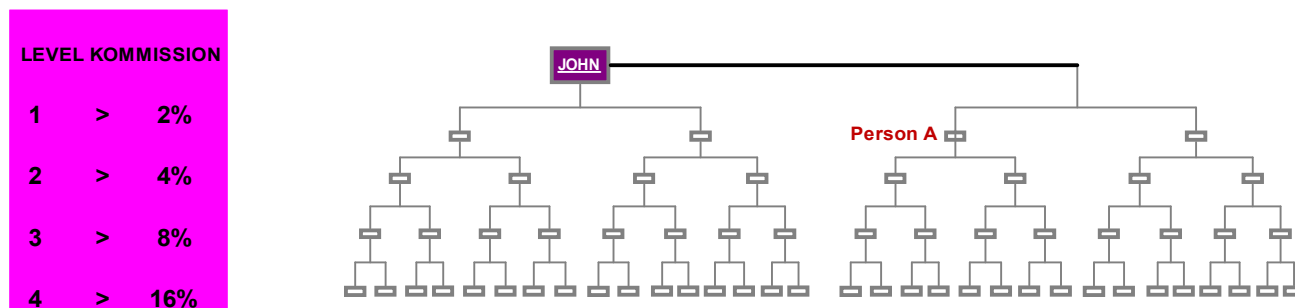 LEVEL KOMMISSION
JOHN
1 > 2%
Person A
2 > 4%
3 > 8%
4 > 16%